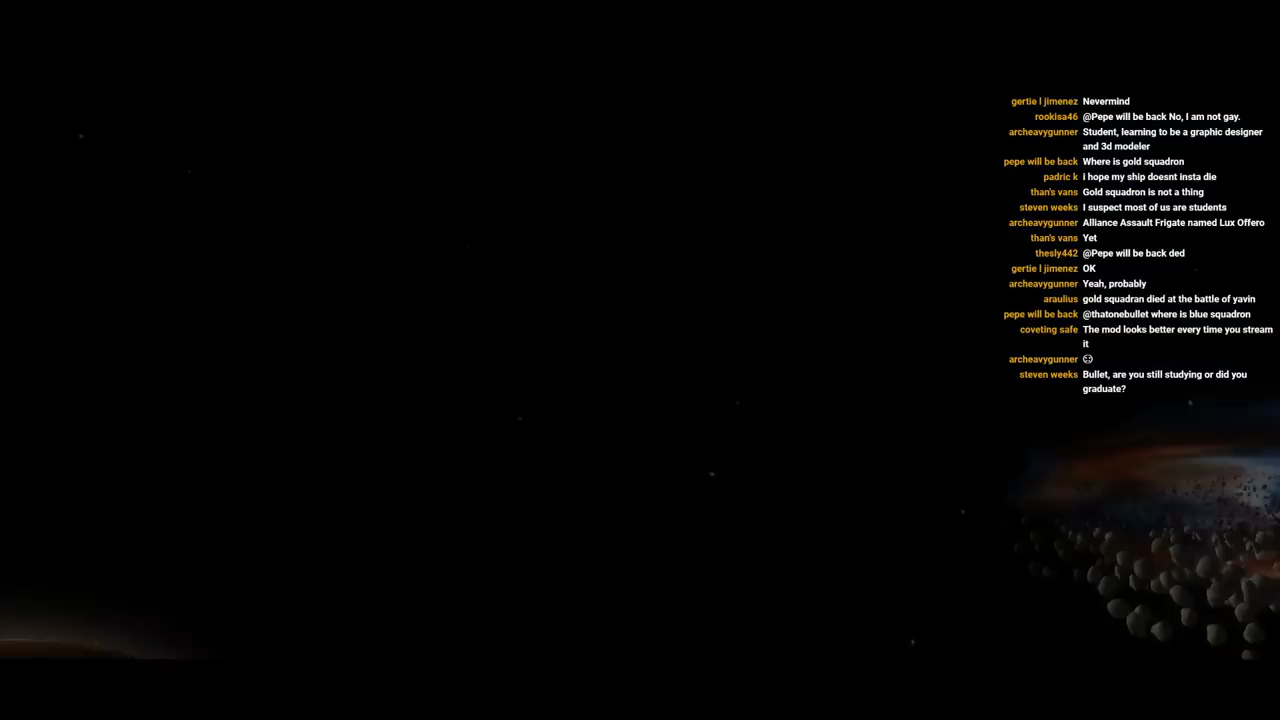 gertie l jimenez Nevermind
rookisa46 @Pepe will be back No, I am not gay.
archeavygunner Student, learning to be a graphic designer
and 3d modeler
pepe will be back Where is gold squadron
padric k i hope my ship doesnt insta die
than's vans Gold squadron is not a thing
steven weeks I suspect most of us are students
archeavygunner Alliance Assault Frigate named Lux Offero
than's vans Yet
thesly442 @Pepe will be back ded
gertie l jimenez OK
archeavygunner Yeah, probably
araulius gold squadran died at the battle of yavin
pepe will be back @thatonebullet where is blue squadron
coveting safe The mod looks better every time you stream
it
archeavygunner
steven weeks Bullet, are you still studying or did you
graduate?